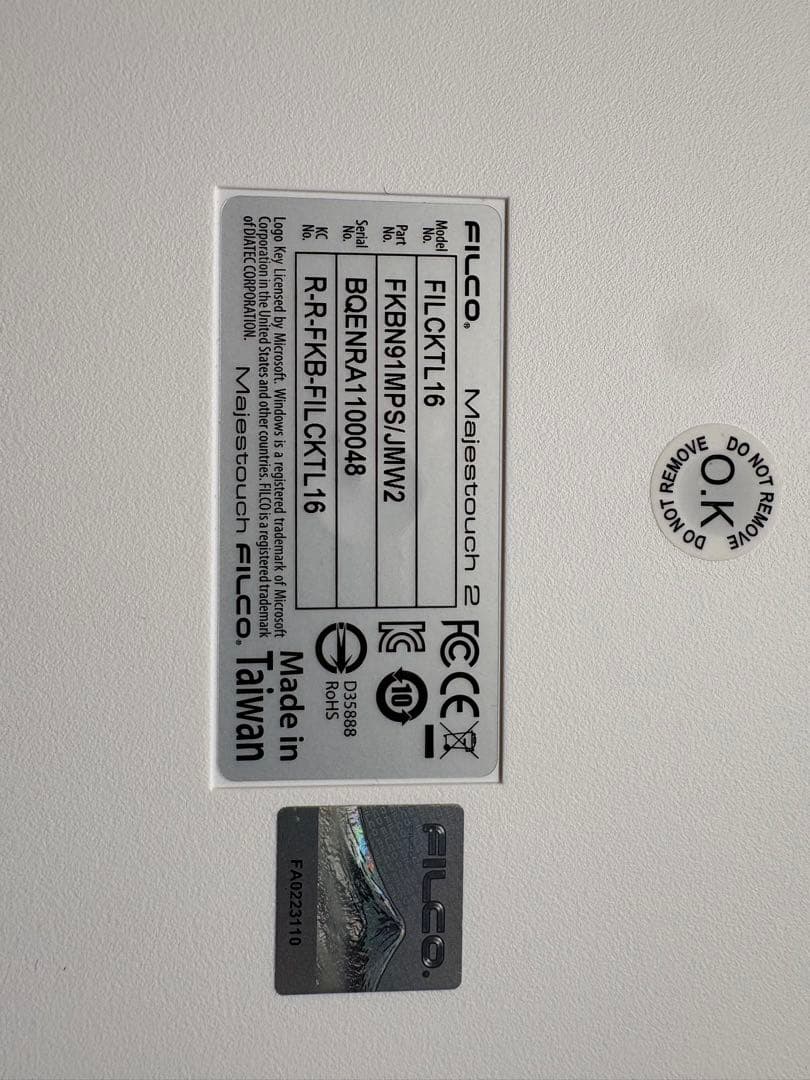 DO NOT REMOVE
O.K
DO NOT REMOVE
FILCO® Majestouch 2
Model No. FILCKTL16
Part No. FKBN91MPS/JMW2
Serial No. BQENRA1100048
KC No. R-R-FKB-FILCKTL16
FC CE
10
D35888
RoHS
Logo Key Licensed by Microsoft. Windows is a registered trademark of Microsoft
Corporation in the United States and other countries. FILCO is a registered trademark
of DIATEC CORPORATION.
Majestouch FILCO®
Made in
Taiwan
FILCO®
FA0223110